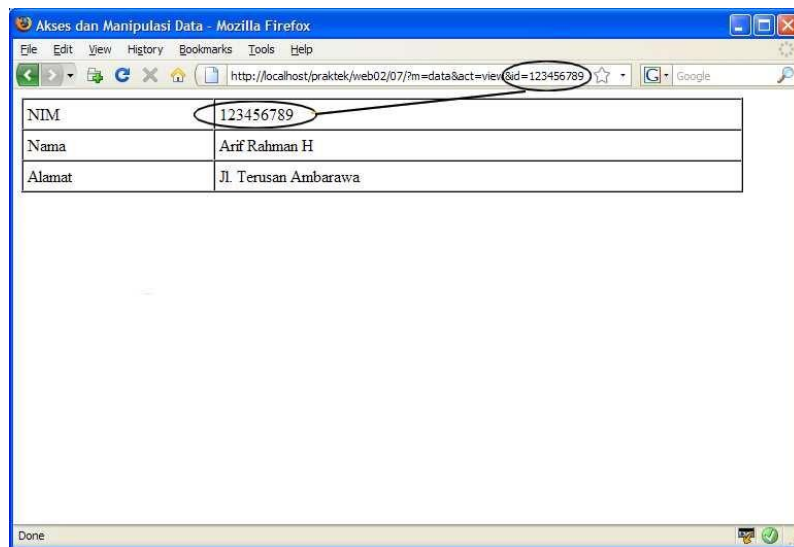 Akses dan Manipulasi Data - Mozilla Firefox
File Edit View History Bookmarks Tools Help
http://localhost/praktek/web02/07/?m=data&act=view&id=123456789 G Google
NIM 123456789
Nama Arif Rahman H
Alamat Jl. Terusan Ambarawa
Done